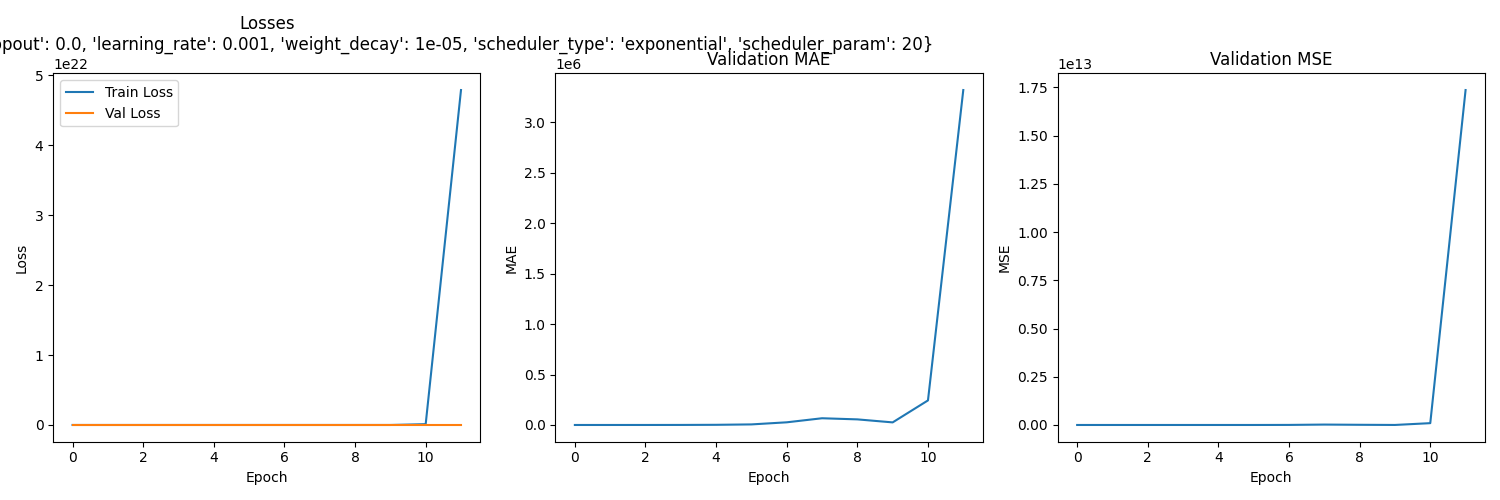 Losses
opout': 0.0, 'learning_rate': 0.001, 'weight_decay': 1e-05, 'scheduler_type': 'exponential', 'scheduler_param': 20}
1e22
Train Loss
Val Loss
5
4
3
2
1
0
Loss
0 2 4 6 8 10
Epoch
Validation MAE
1e6
3.0
2.5
2.0
1.5
1.0
0.5
0.0
MAE
0 2 4 6 8 10
Epoch
Validation MSE
1e13
1.75
1.50
1.25
1.00
0.75
0.50
0.25
0.00
MSE
0 2 4 6 8 10
Epoch